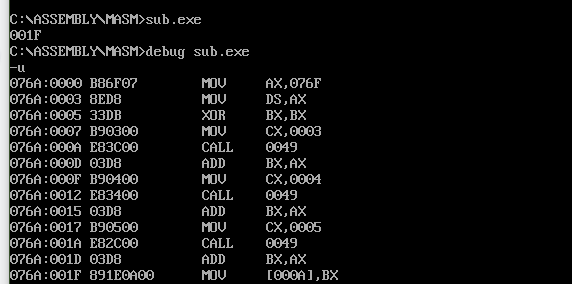 C:\ASSEMBLY\MASM>sub.exe
001F
C:\ASSEMBLY\MASM>debug sub.exe
-u
076A:0000 B86F07 MOV AX,076F
076A:0003 8ED8 MOV DS,AX
076A:0005 33DB XOR BX,BX
076A:0007 B90300 MOV CX,0003
076A:000A E83C00 CALL 0049
076A:000D 03D8 ADD BX,AX
076A:000F B90400 MOV CX,0004
076A:0012 E83400 CALL 0049
076A:0015 03D8 ADD BX,AX
076A:0017 B90500 MOV CX,0005
076A:001A E82C00 CALL 0049
076A:001D 03D8 ADD BX,AX
076A:001F 891E0A00 MOV [000A],BX